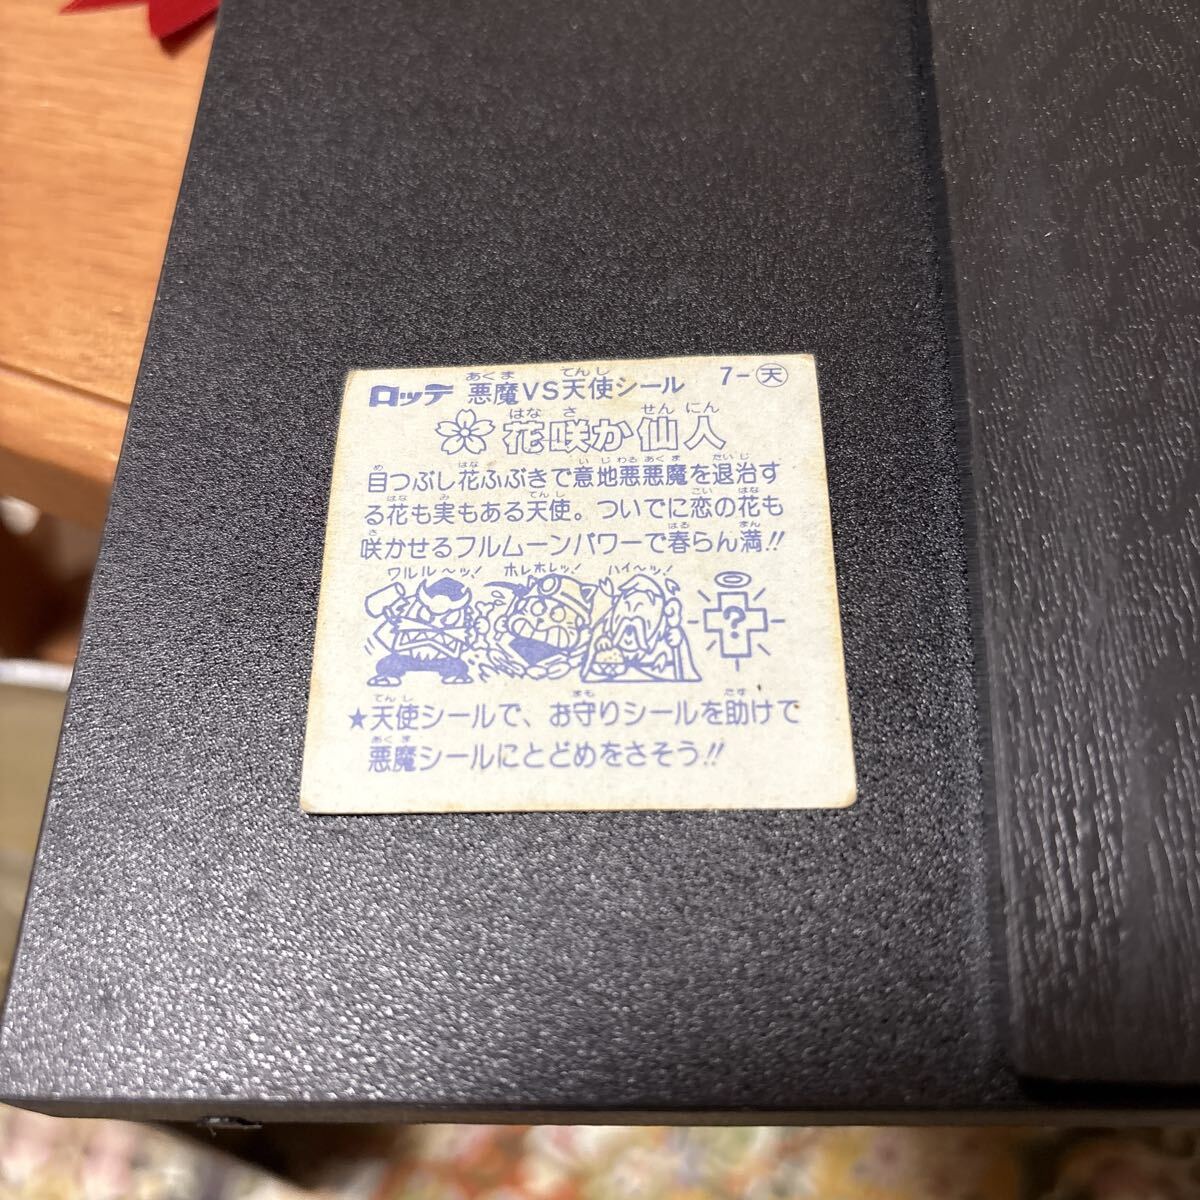 ロッテ 悪魔VS天使シール 7-天
あくま てんし
花咲か仙人
はな さ せん にん
目つぶし花ふぶきで意地悪悪魔を退治す
め はな いじわるあくま たいじ
る花も実もある天使。ついでに恋の花も
はな み てんし こい はな
咲かせるフルムーンパワーで春らん満!!
さ はる まん
ワルル〜ッ! ホレホレッ! ハイ〜ッ!
?
★天使シールで、お守りシールを助けて
てんし まも たす
悪魔シールにとどめをさそう!!
あくま